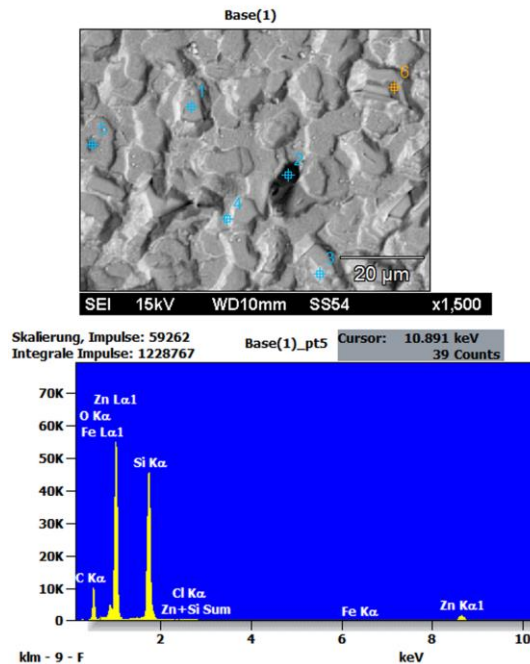 Base(1)
1
6
5
2
4
3
20 µm
SEI 15kV WD10mm SS54 x1,500
Skalierung, Impulse: 59262
Integrale Impulse: 1228767
Base(1)_pt5
Cursor: 10.891 keV
39 Counts
70K
60K
50K
40K
30K
20K
10K
0
Zn Lα1
O Kα
Fe Lα1
Si Kα
C Kα
Cl Kα
Zn+Si Sum
Fe Kα
Zn Kα1
2 4 6 8 10
klm - 9 - F
keV